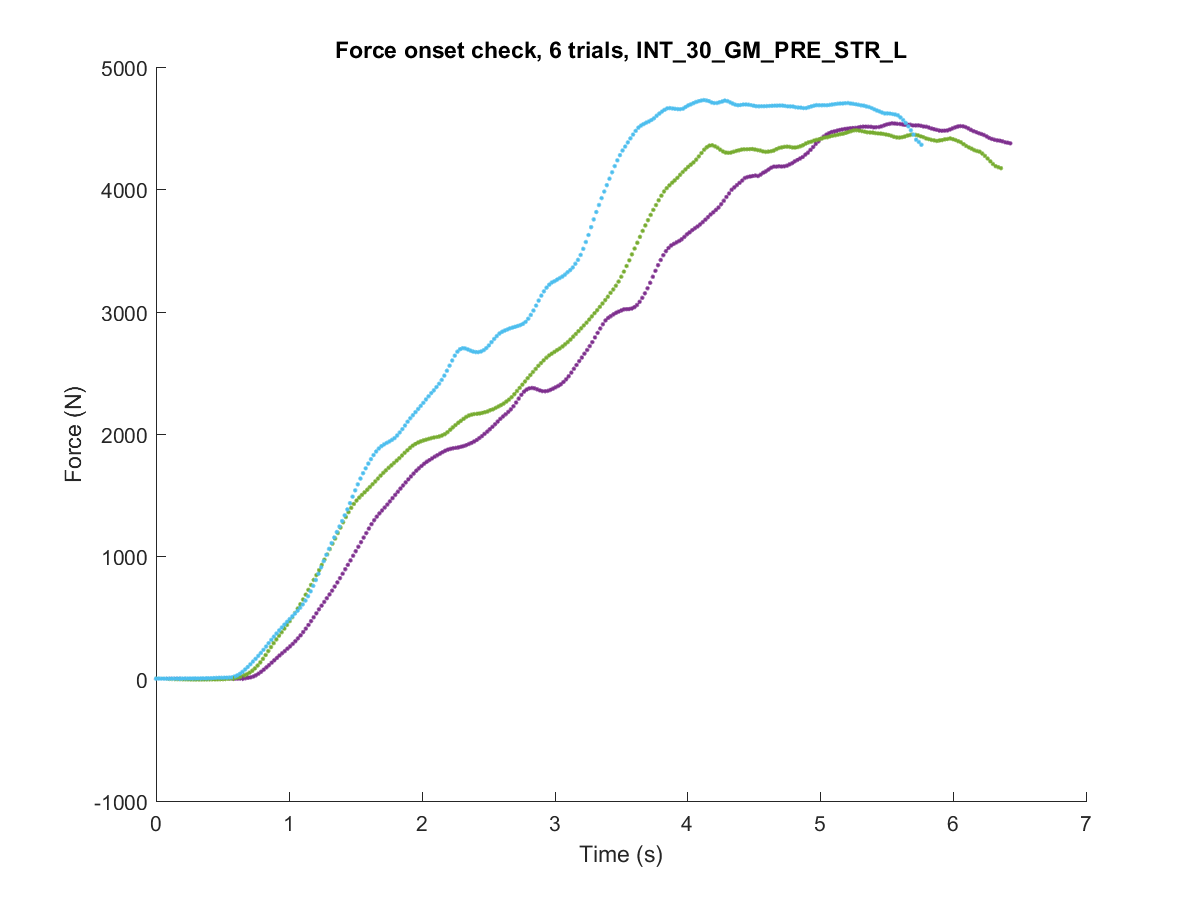 Force onset check, 6 trials, INT_30_GM_PRE_STR_L
5000
4000
3000
2000
1000
0
-1000
Force (N)
0 1 2 3 4 5 6 7
Time (s)